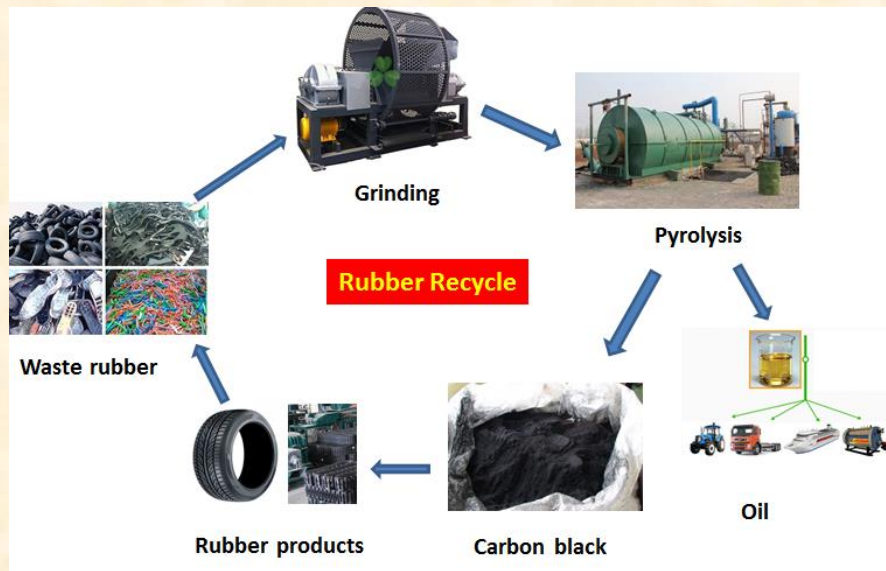 Grinding
Pyrolysis
Rubber Recycle
Waste rubber
Rubber products
Carbon black
Oil